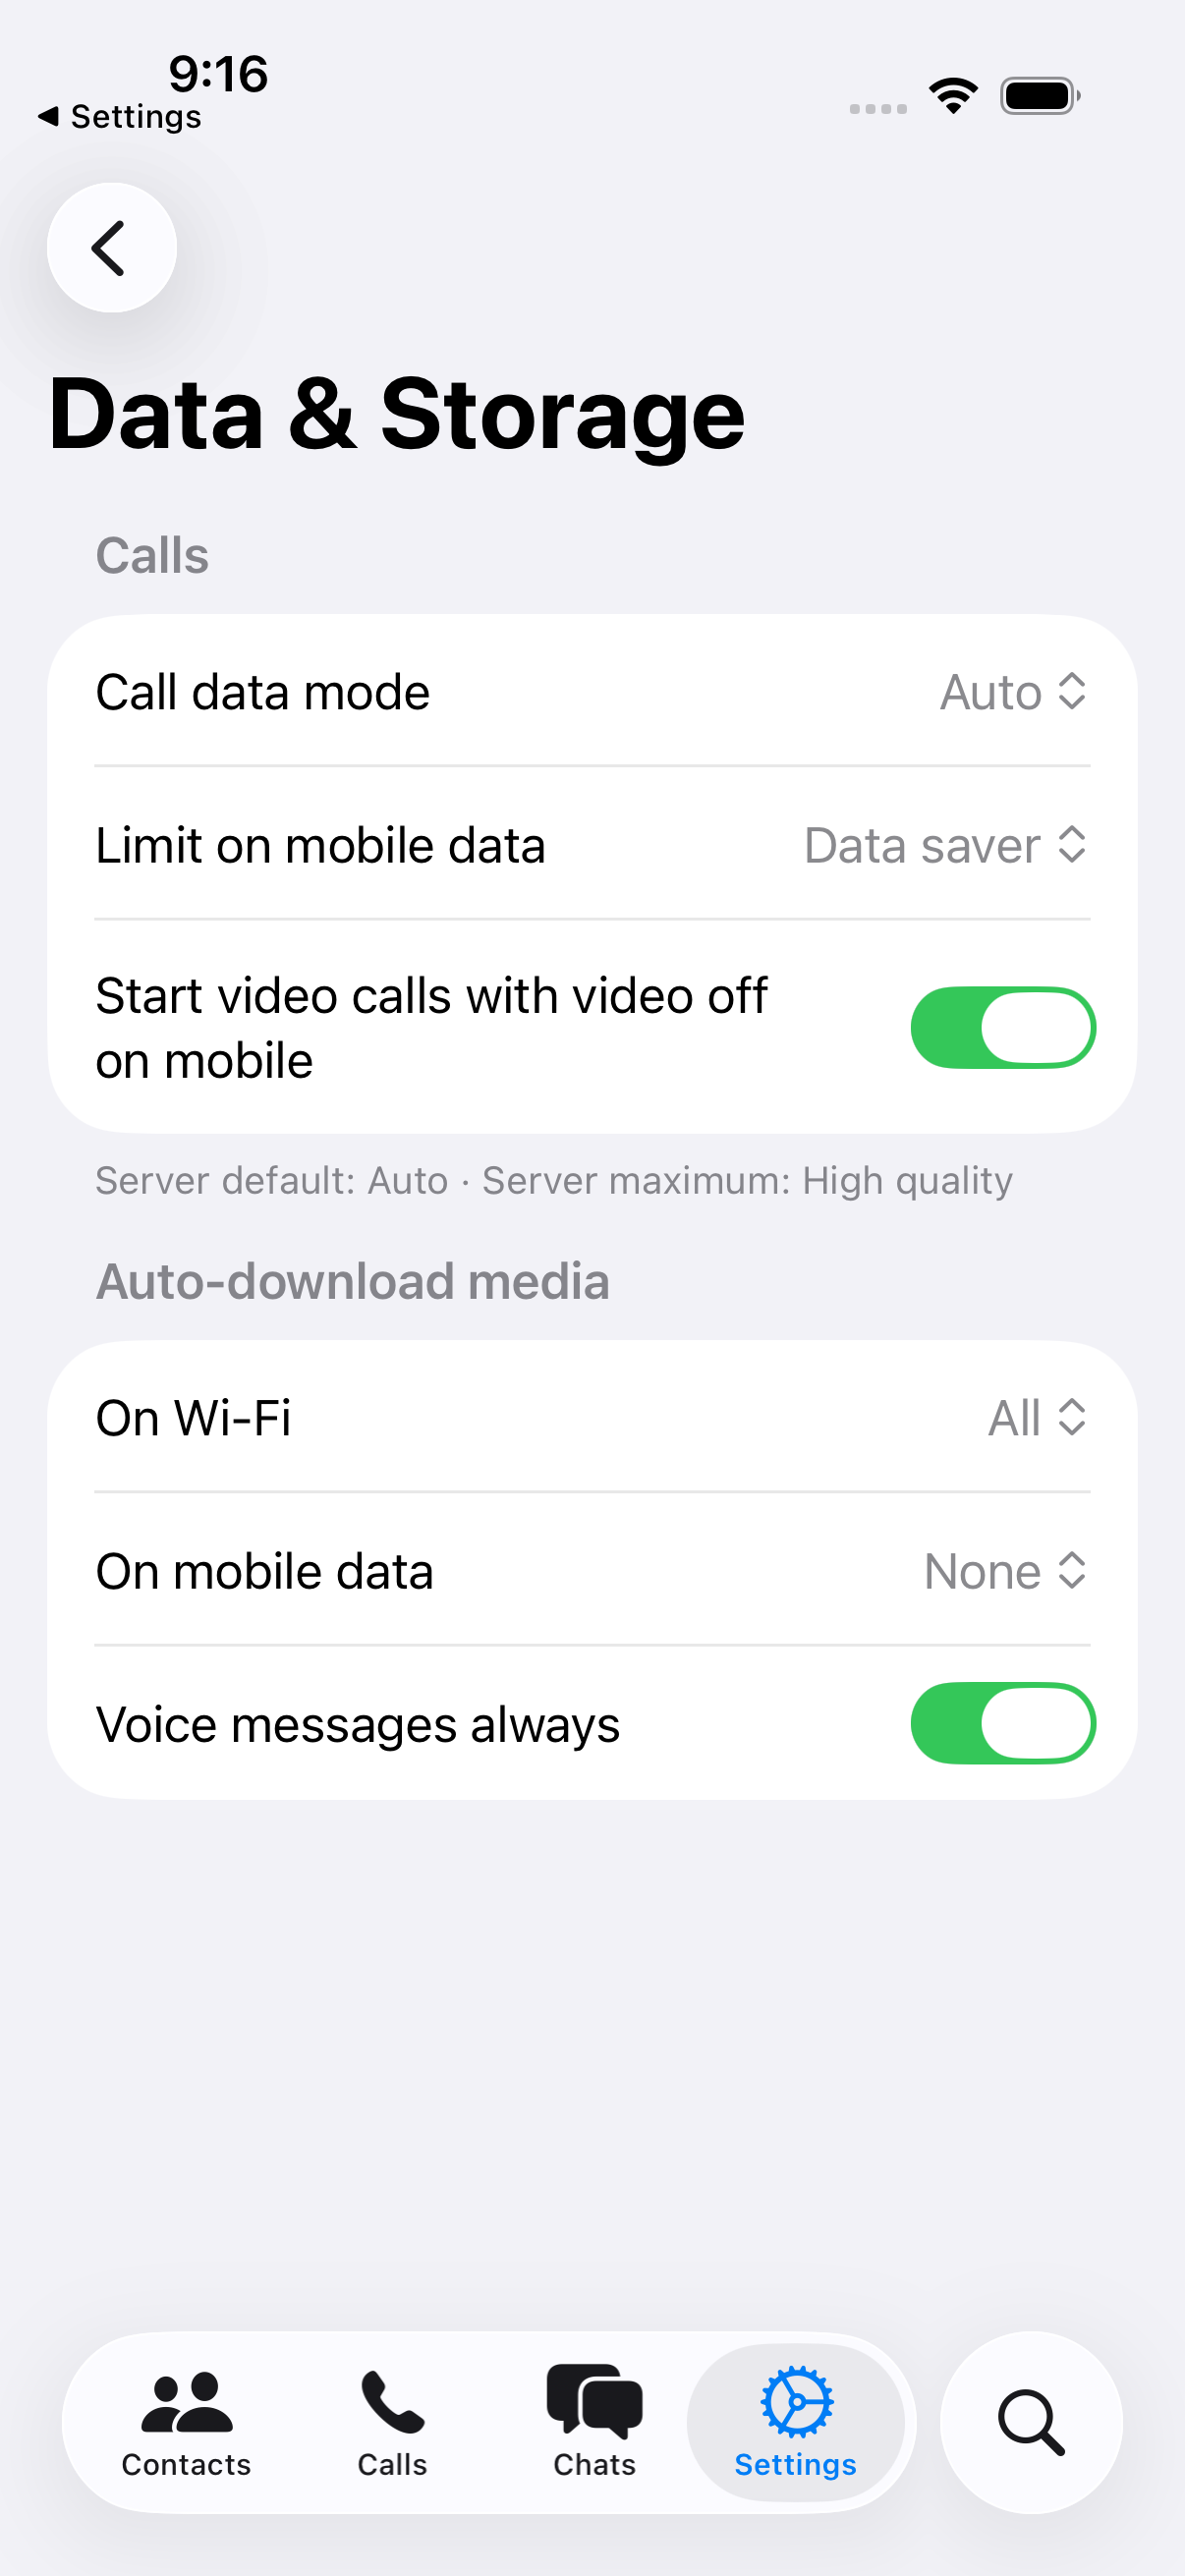 9:16
Settings
Data & Storage
Calls
Call data mode
Auto
Limit on mobile data
Data saver
Start video calls with video off
on mobile
Server default: Auto · Server maximum: High quality
Auto-download media
On Wi-Fi
All
On mobile data
None
Voice messages always
Contacts
Calls
Chats
Settings